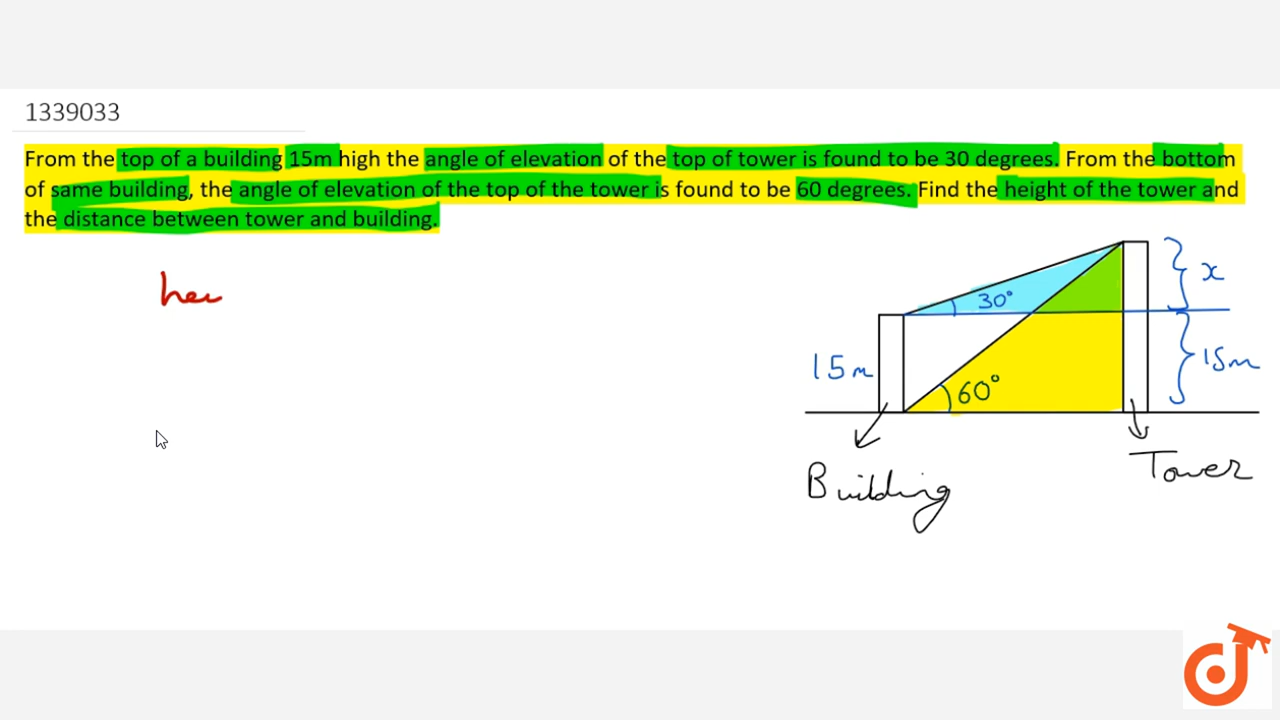 1339033
From the top of a building 15m high the angle of elevation of the top of tower is found to be 30 degrees. From the bottom
of same building, the angle of elevation of the top of the tower is found to be 60 degrees. Find the height of the tower and
the distance between tower and building.
hei
30°
x
15m
15m
60°
Building
Tower